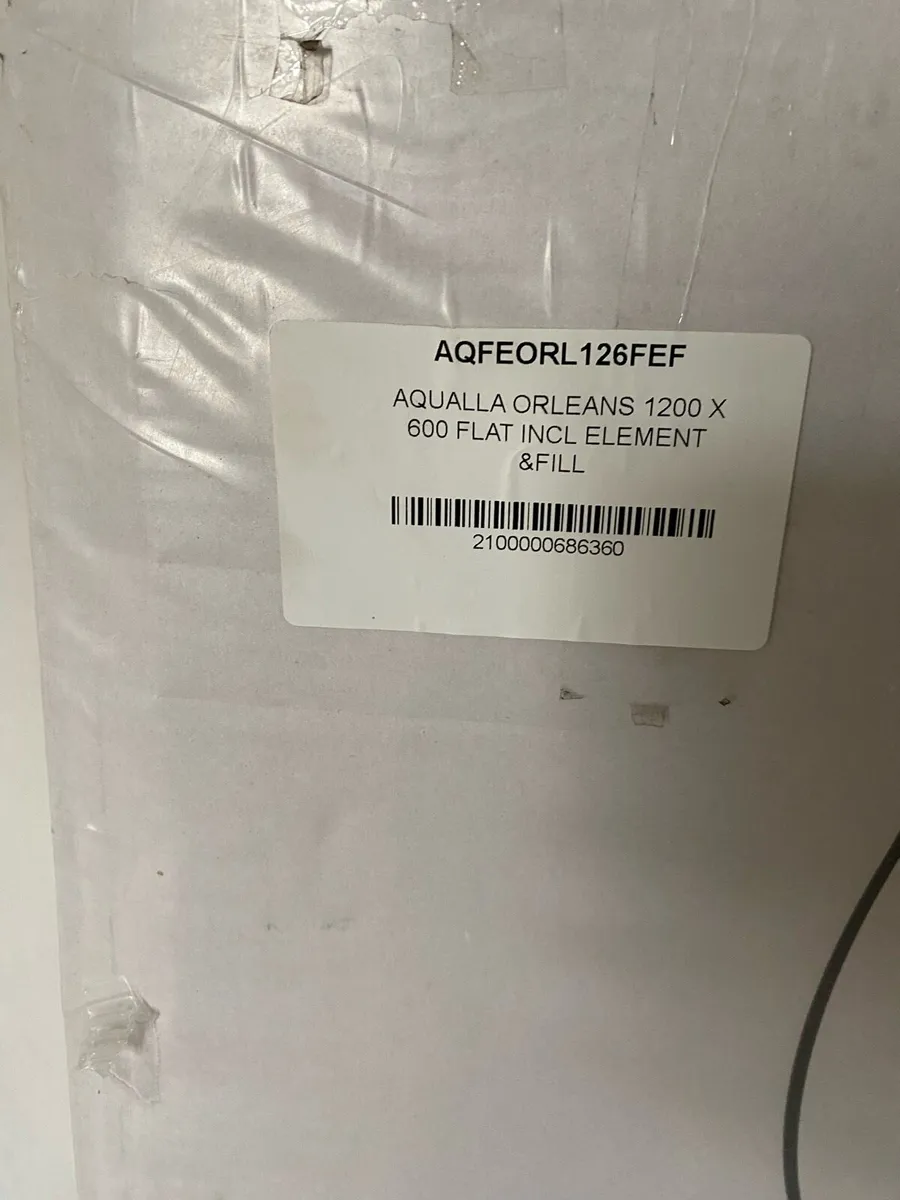 AQFEORL126FEF
AQUALLA ORLEANS 1200 X
600 FLAT INCL ELEMENT
&FILL
2100000686360